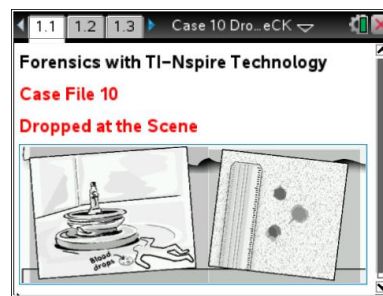 1.1 1.2 1.3 Case 10 Dro…eCK
Forensics with TI-Nspire Technology
Case File 10
Dropped at the Scene
Blood
drops